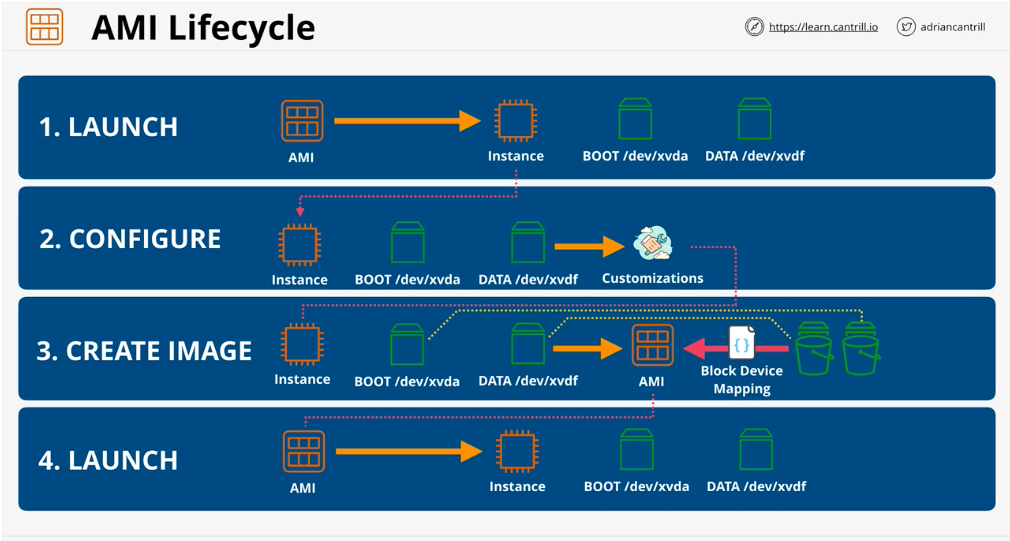 AMI Lifecycle
https://learn.cantrill.io
adriancantrill
1. LAUNCH
AMI
Instance
BOOT /dev/xvda
DATA /dev/xvdf
2. CONFIGURE
Instance
BOOT /dev/xvda
DATA /dev/xvdf
Customizations
3. CREATE IMAGE
Instance
BOOT /dev/xvda
DATA /dev/xvdf
AMI
{ }
Block Device
Mapping
4. LAUNCH
AMI
Instance
BOOT /dev/xvda
DATA /dev/xvdf